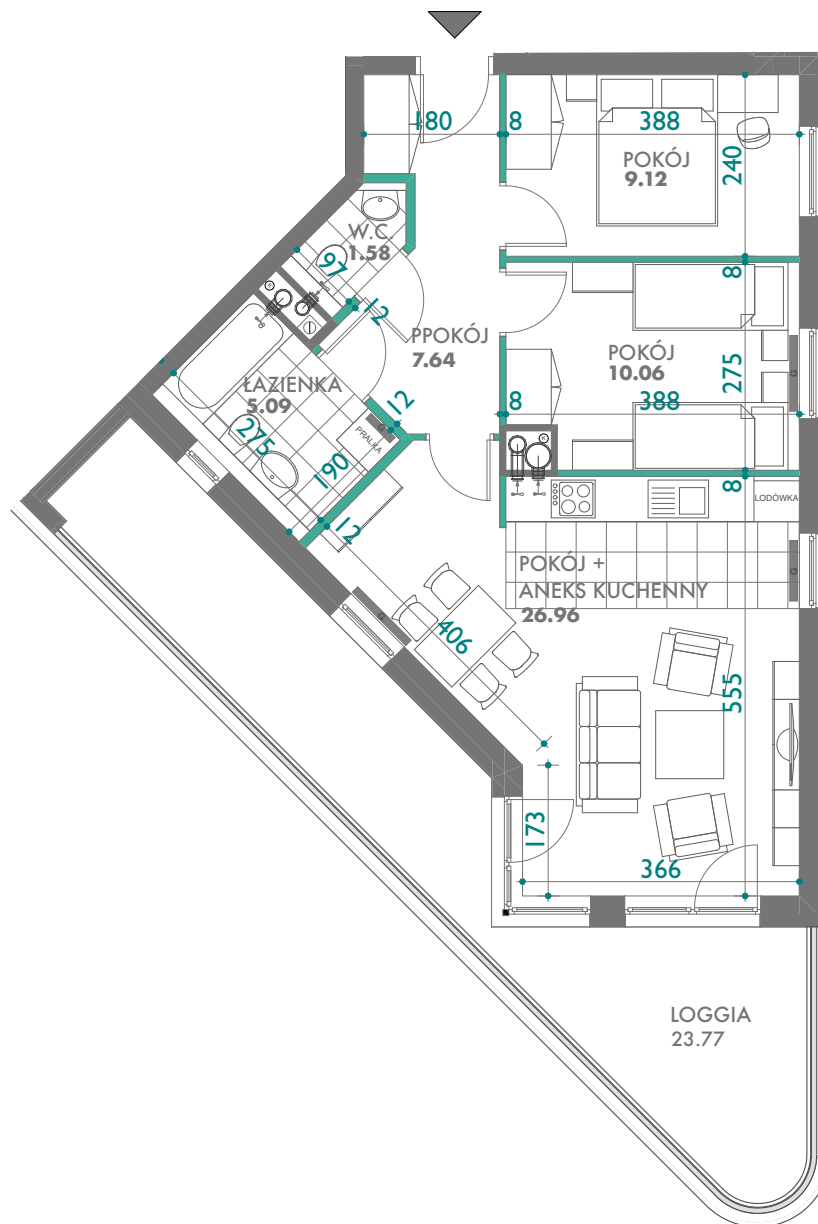 180
8
388
POKÓJ
9.12
240
W.C.
1.58
97
12
8
PPOKÓJ
7.64
POKÓJ
10.06
275
G
ŁAZIENKA
5.09
12
8
388
G
PRALKA
275
190
12
8
LODÓWKA
POKÓJ +
ANEKS KUCHENNY
26.96
G
G
406
555
173
366
LOGGIA
23.77